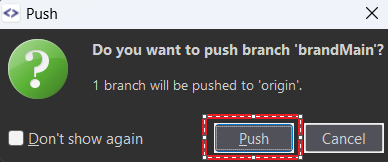 Push
Do you want to push branch 'brandMain'?
1 branch will be pushed to 'origin'.
Don't show again
Push
Cancel